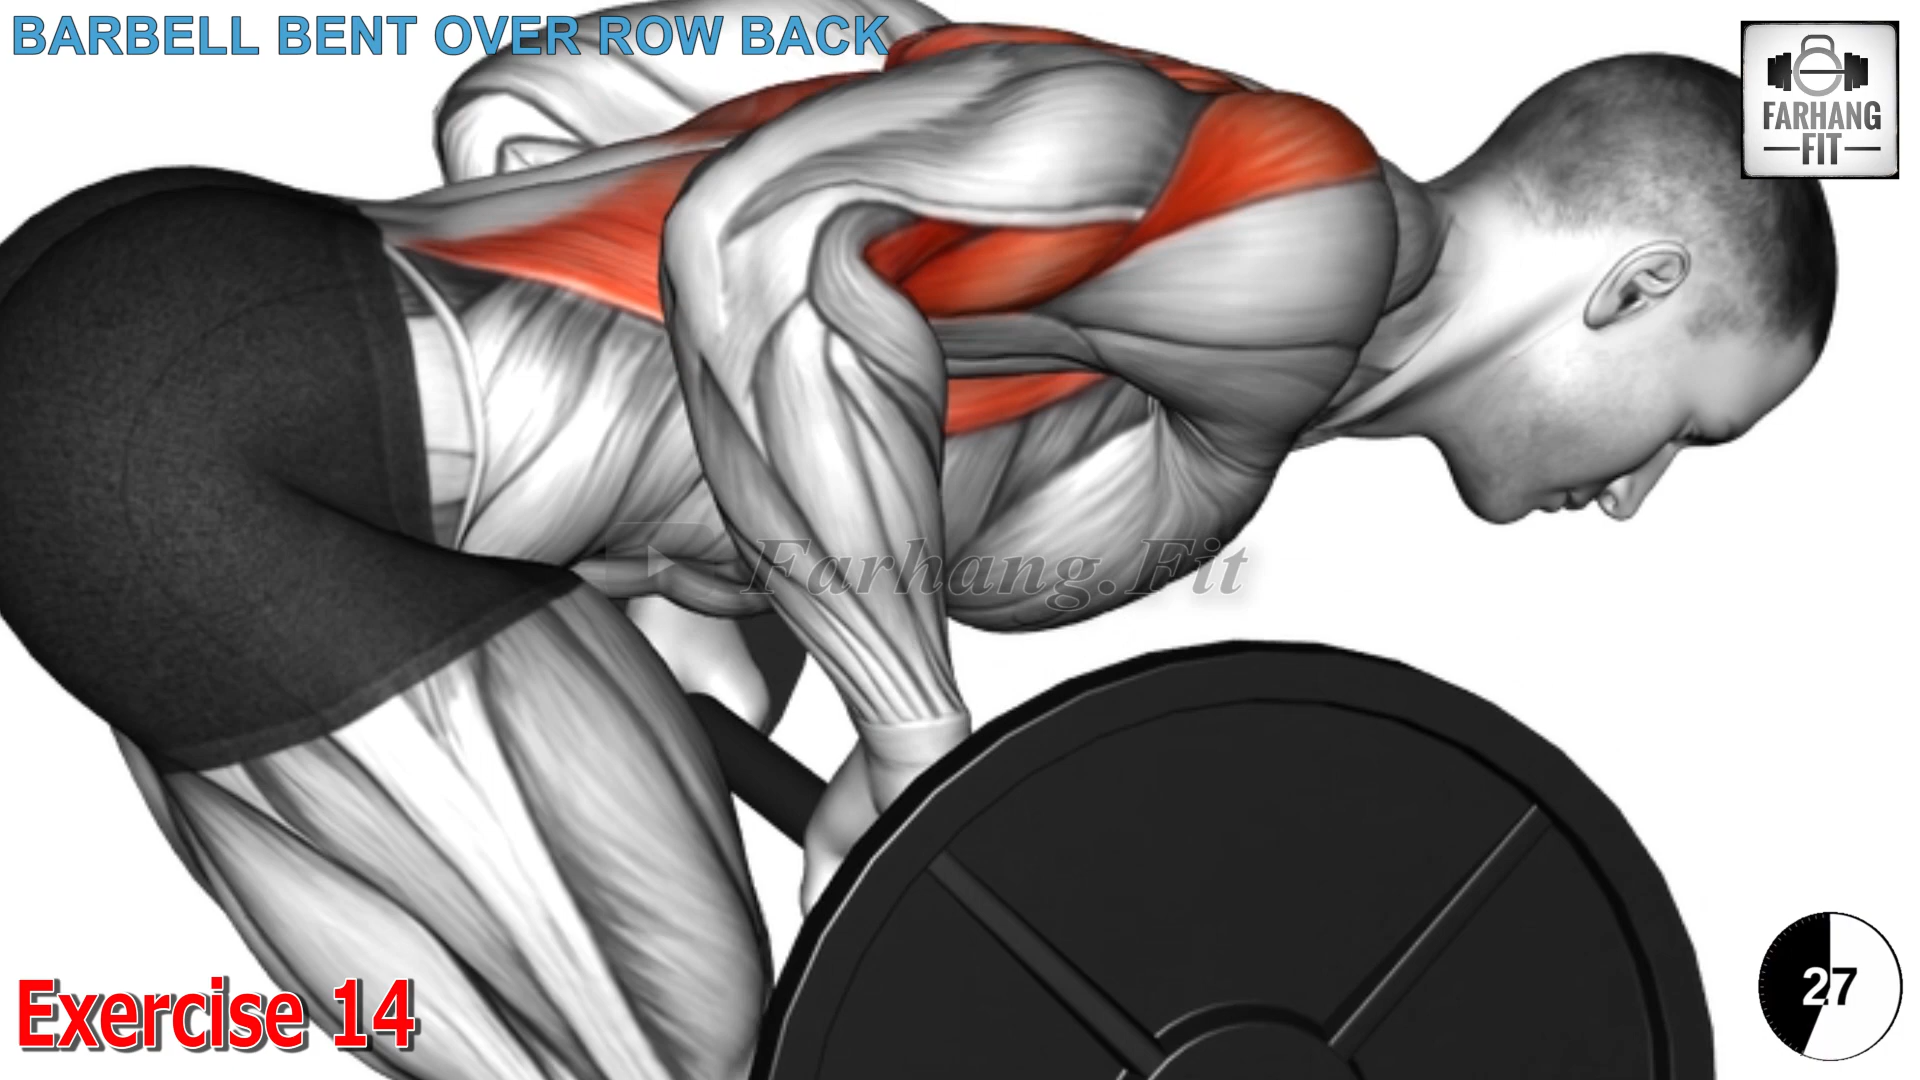 BARBELL BENT OVER ROW BACK
FARHANG
FIT
Farhang.Fit
Exercise 14
27